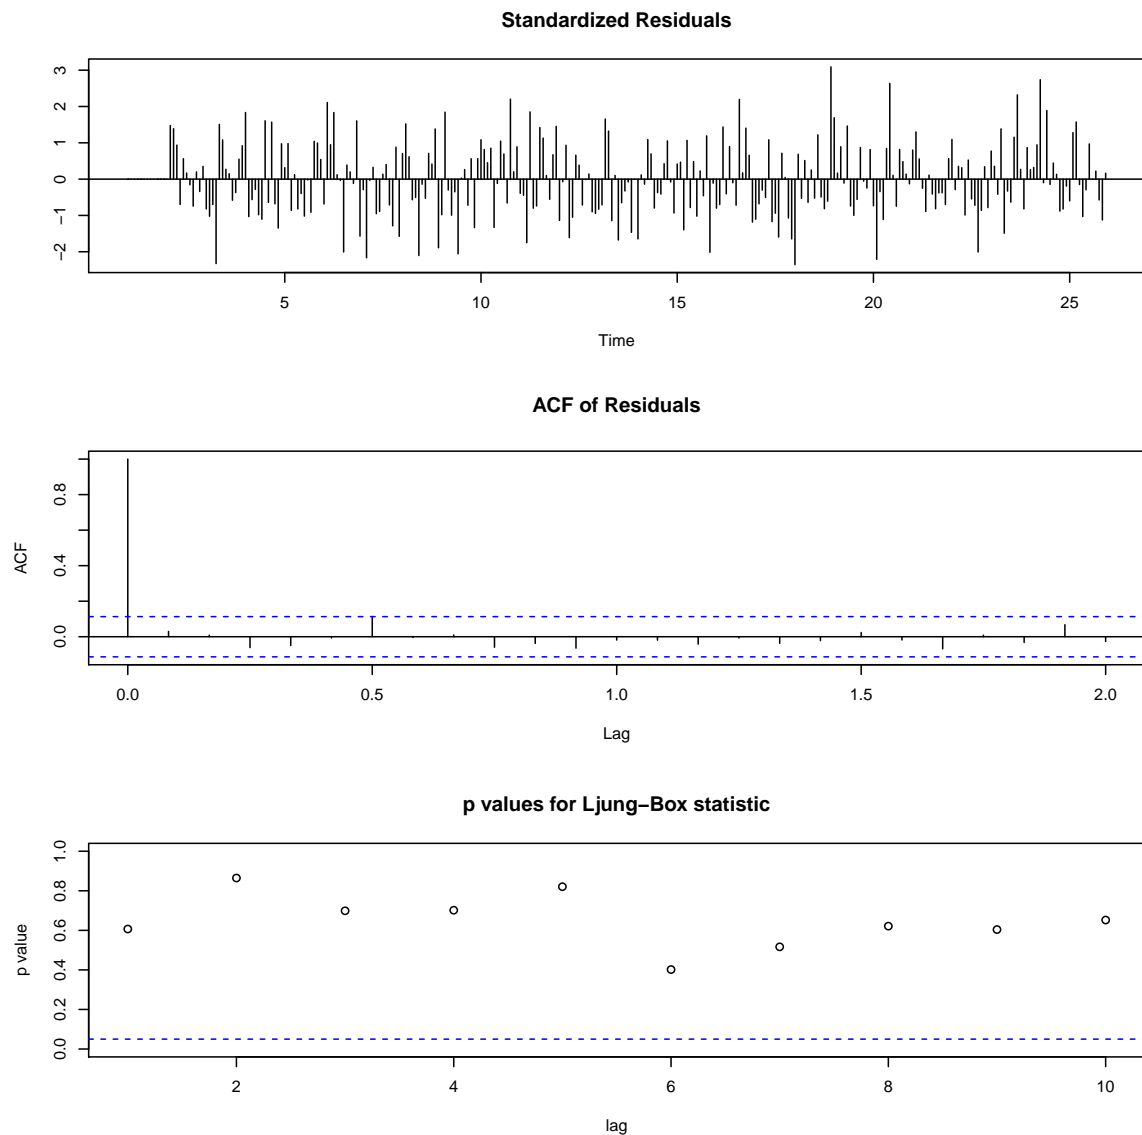 Standardized Residuals
3
2
1
0
−1
−2
5 10 15 20 25
Time
ACF of Residuals
ACF
0.8
0.4
0.0
0.0 0.5 1.0 1.5 2.0
Lag
p values for Ljung−Box statistic
p value
1.0
0.8
0.6
0.4
0.2
0.0
2 4 6 8 10
lag